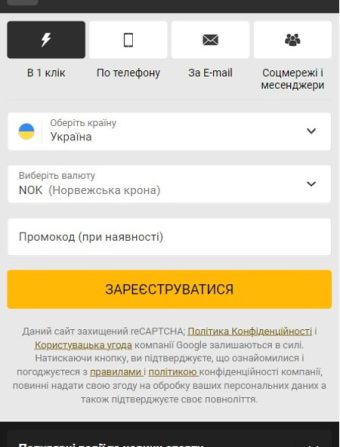 В 1 клік
По телефону
За E-mail
Соцмережі і
месенджери
Оберіть країну
Україна
Виберіть валюту
NOK (Норвежська крона)
Промокод (при наявності)
ЗАРЕЄСТРУВАТИСЯ
Даний сайт захищений reCAPTCHA; Політика Конфіденційності і
Користувацька угода компанії Google залишаються в силі.
Натискаючи кнопку, ви підтверджуєте, що ознайомилися і
погоджуєтеся з правилами і політикою конфіденційності компанії,
повинні надати свою згоду на обробку ваших персональних даних а
також підтверджуєте своє повноліття.